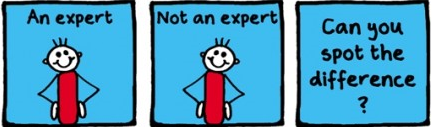 An expert
Not an expert
Can you
spot the
difference
?